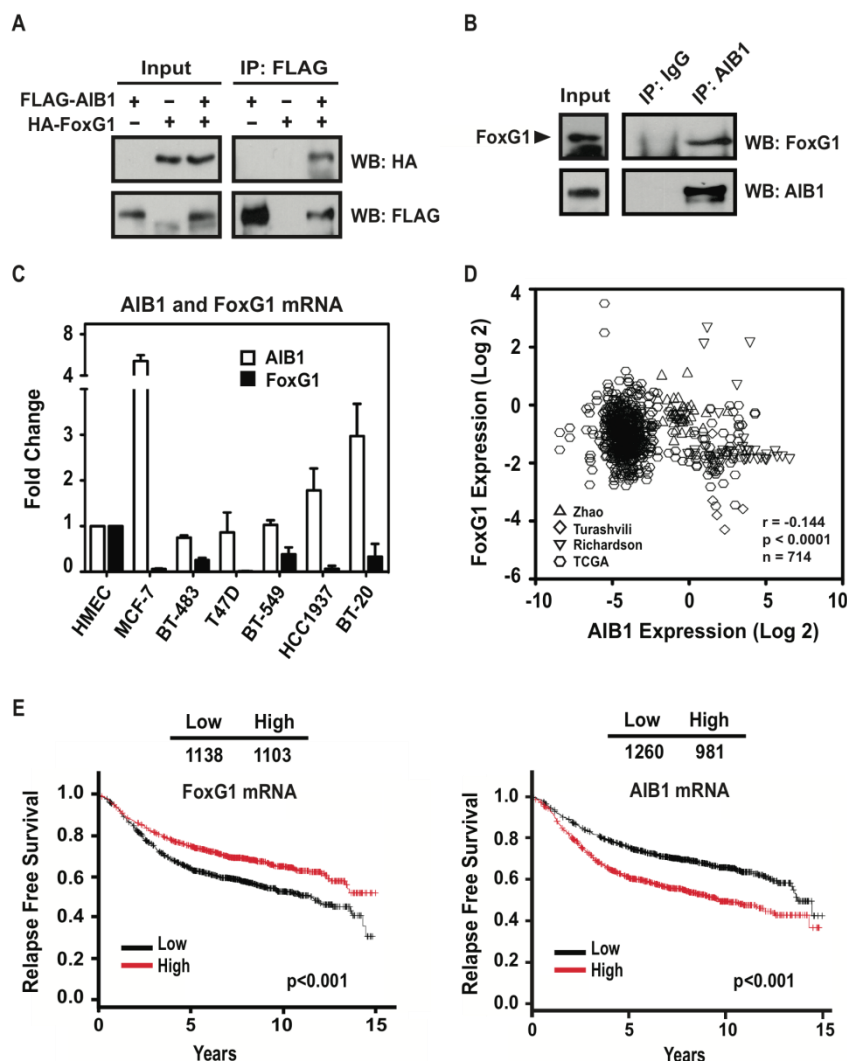 A
Input IP: FLAG
FLAG-AIB1 + – + + – +
HA-FoxG1 – + + – + +
WB: HA
WB: FLAG
B
Input IP: IgG IP: AIB1
FoxG1
WB: FoxG1
WB: AIB1
C
AIB1 and FoxG1 mRNA
Fold Change
8
4
3
2
1
0
AIB1
FoxG1
HMEC MCF-7 BT-483 T47D BT-549 HCC1937 BT-20
D
FoxG1 Expression (Log 2)
4
2
0
-2
-4
-6
Zhao
Turashvili
Richardson
TCGA
r = -0.144
p < 0.0001
n = 714
-10 -5 0 5 10
AIB1 Expression (Log 2)
E
Low High
1138 1103
FoxG1 mRNA
Relapse Free Survival
1.0
0.8
0.6
0.4
0.2
0.0
Low
High
p<0.001
0 5 10 15
Years
Low High
1260 981
AIB1 mRNA
Relapse Free Survival
1.0
0.8
0.6
0.4
0.2
0.0
Low
High
p<0.001
0 5 10 15
Years